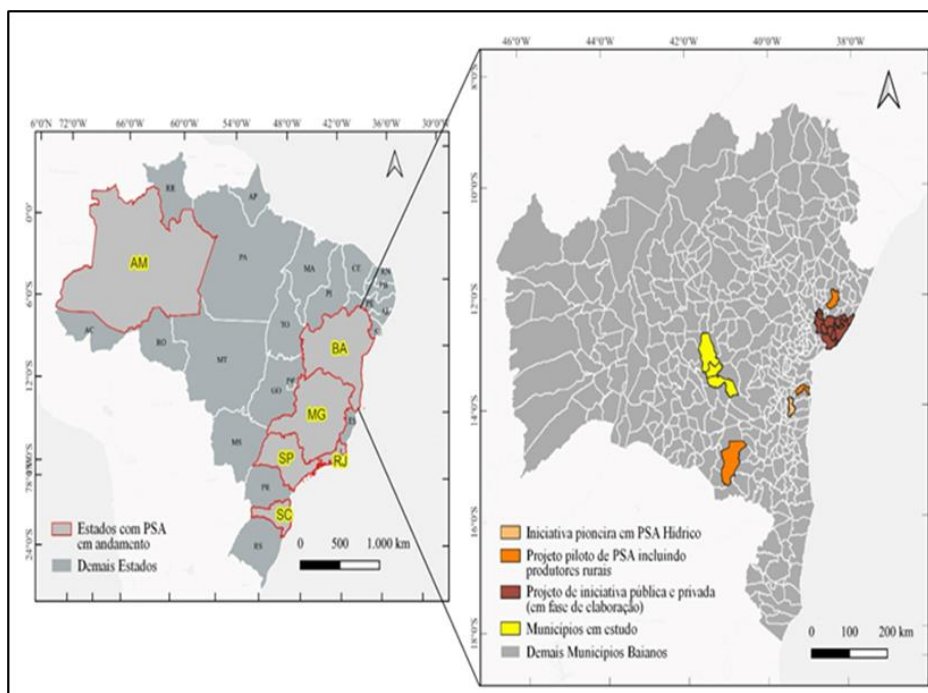 46°0'W 44°0'W 42°0'W 40°0'W 38°0'W
8°0'S
10°0'S
12°0'S
14°0'S
16°0'S
18°0'S
6°0'S 72°0'W 66°0'W 60°0'W 54°0'W 48°0'W 42°0'W 36°0'W 30°0'W
0°0'
6°0'S
12°0'S
24°0'S
RR
AP
AM
PA
MA
CE
RN
PB
PE
AL
PI
AC
RO
TO
BA
MT
GO
DF
MG
ES
MS
SP
RJ
PR
SC
RS
Estados com PSA
em andamento
Demais Estados
0 500 1.000 km
Iniciativa pioneira em PSA Hídrico
Projeto piloto de PSA incluindo
produtores rurais
Projeto de iniciativa pública e privada
(em fase de elaboração)
Municípios em estudo
Demais Municípios Baianos
0 100 200 km